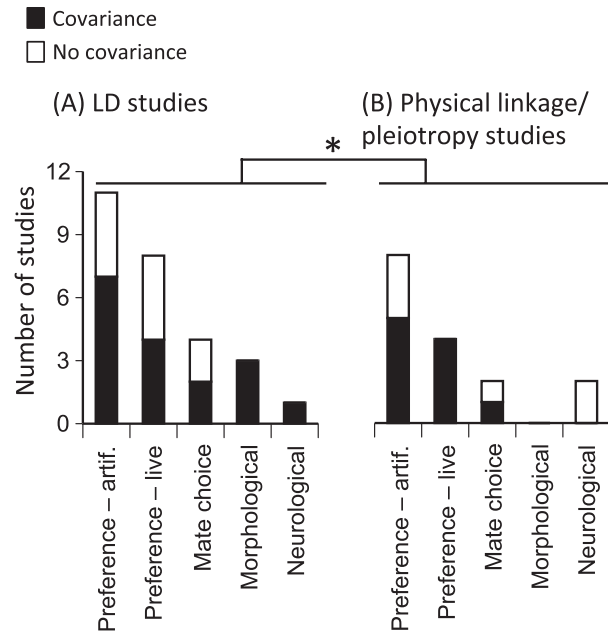 Covariance
No covariance
(A) LD studies
(B) Physical linkage/
pleiotropy studies
*
Number of studies
12
9
6
3
0
Preference – artif.
Preference – live
Mate choice
Morphological
Neurological
Preference – artif.
Preference – live
Mate choice
Morphological
Neurological